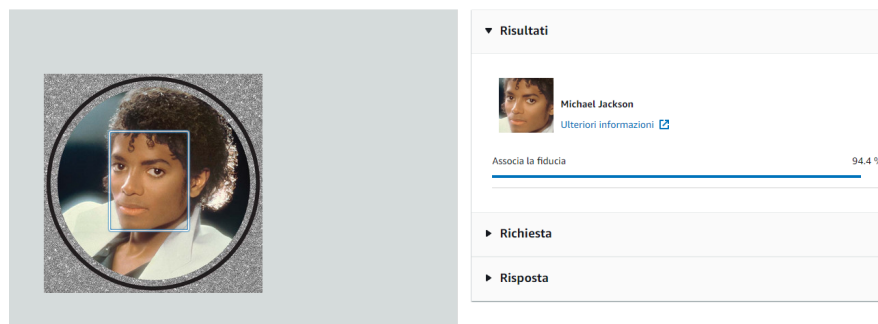 Risultati
Michael Jackson
Ulteriori informazioni
Associa la fiducia 94.4 %
Richiesta
Risposta